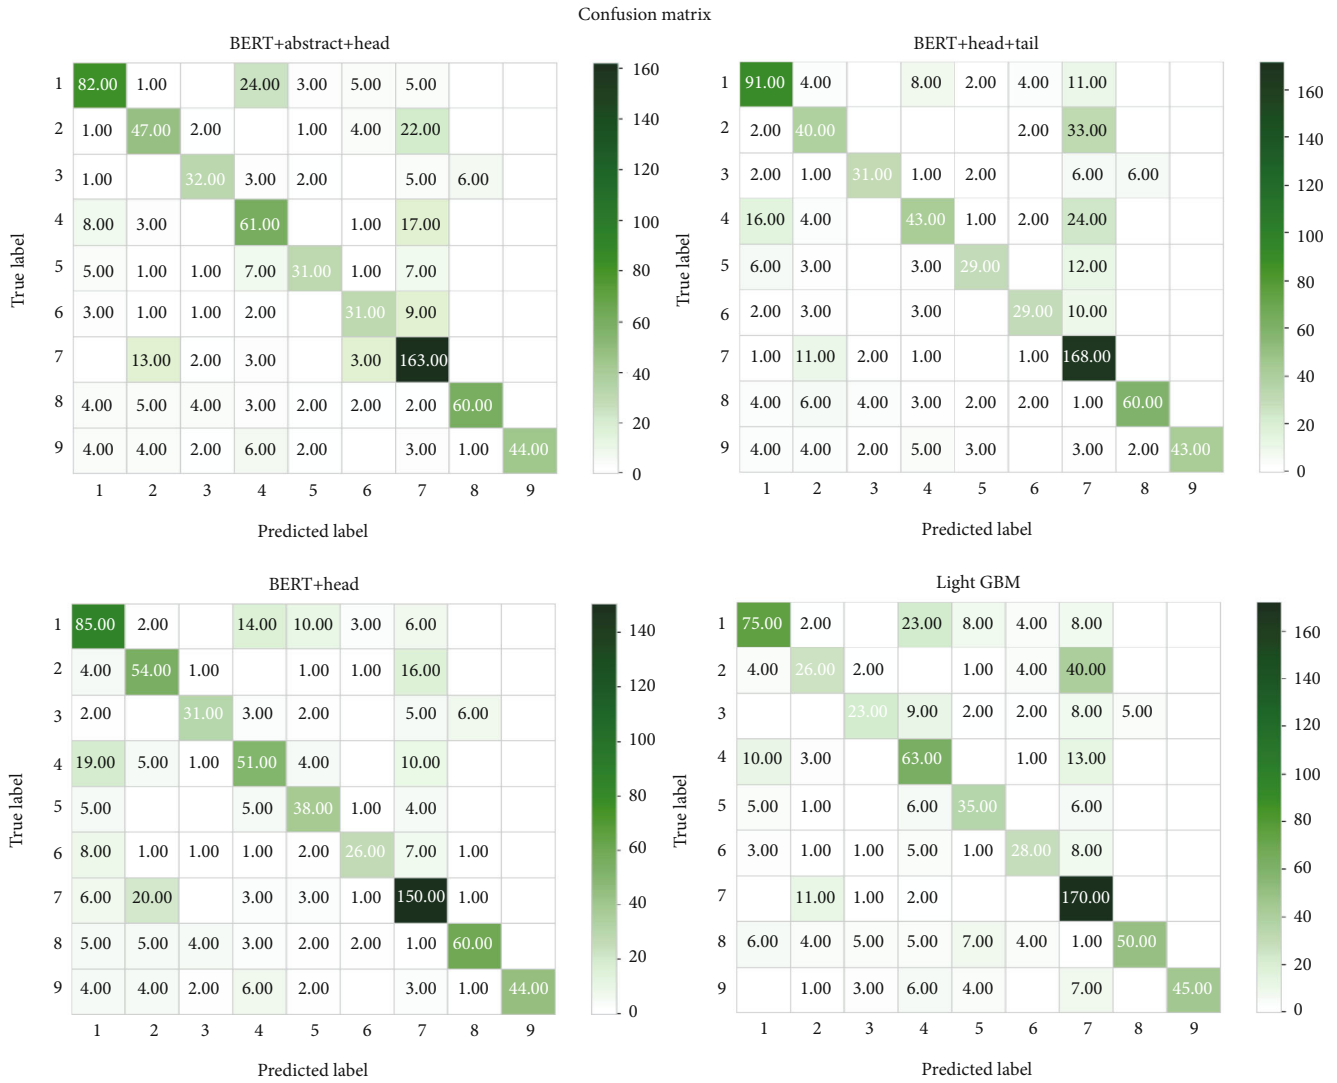 Confusion matrix
BERT+abstract+head
1 82.00 1.00 24.00 3.00 5.00 5.00
2 1.00 47.00 2.00 1.00 4.00 22.00
3 1.00 32.00 3.00 2.00 5.00 6.00
4 8.00 3.00 61.00 1.00 17.00
5 5.00 1.00 1.00 7.00 31.00 1.00 7.00
6 3.00 1.00 1.00 2.00 31.00 9.00
7 13.00 2.00 3.00 3.00 163.00
8 4.00 5.00 4.00 3.00 2.00 2.00 2.00 60.00
9 4.00 4.00 2.00 6.00 2.00 3.00 1.00 44.00
1 2 3 4 5 6 7 8 9
Predicted label
True label
160
140
120
100
80
60
40
20
0
BERT+head+tail
1 91.00 4.00 8.00 2.00 4.00 11.00
2 2.00 40.00 2.00 33.00
3 2.00 1.00 31.00 1.00 2.00 6.00 6.00
4 16.00 4.00 43.00 1.00 2.00 24.00
5 6.00 3.00 3.00 29.00 12.00
6 2.00 3.00 3.00 29.00 10.00
7 1.00 11.00 2.00 1.00 1.00 168.00
8 4.00 6.00 4.00 3.00 2.00 2.00 1.00 60.00
9 4.00 4.00 2.00 5.00 3.00 3.00 2.00 43.00
1 2 3 4 5 6 7 8 9
Predicted label
True label
160
140
120
100
80
60
40
20
0
BERT+head
1 85.00 2.00 14.00 10.00 3.00 6.00
2 4.00 54.00 1.00 1.00 1.00 16.00
3 2.00 31.00 3.00 2.00 5.00 6.00
4 19.00 5.00 1.00 51.00 4.00 10.00
5 5.00 5.00 38.00 1.00 4.00
6 8.00 1.00 1.00 1.00 2.00 26.00 7.00 1.00
7 6.00 20.00 3.00 3.00 1.00 150.00 1.00
8 5.00 5.00 4.00 3.00 2.00 2.00 1.00 60.00
9 4.00 4.00 2.00 6.00 2.00 3.00 1.00 44.00
1 2 3 4 5 6 7 8 9
Predicted label
True label
140
120
100
80
60
40
20
0
Light GBM
1 75.00 2.00 23.00 8.00 4.00 8.00
2 4.00 26.00 2.00 1.00 4.00 40.00
3 23.00 9.00 2.00 2.00 8.00 5.00
4 10.00 3.00 63.00 1.00 13.00
5 5.00 1.00 6.00 35.00 6.00
6 3.00 1.00 1.00 5.00 1.00 28.00 8.00
7 11.00 1.00 2.00 170.00
8 6.00 4.00 5.00 5.00 7.00 4.00 1.00 50.00
9 1.00 3.00 6.00 4.00 7.00 45.00
1 2 3 4 5 6 7 8 9
Predicted label
True label
160
140
120
100
80
60
40
20
0